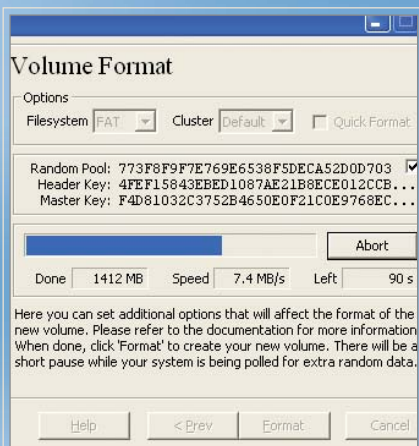 Volume Format
Options
Filesystem FAT Cluster Default Quick Format
Random Pool: 773F8F9F7E769E6538F5DECA52D0D703
Header Key: 4FEF15843EBED1087AE21B8ECE012CCB...
Master Key: F4D81032C3752B4650E0F21C0E9768EC...
Abort
Done 1412 MB Speed 7.4 MB/s Left 90 s
Here you can set additional options that will affect the format of the
new volume. Please refer to the documentation for more information
When done, click 'Format' to create your new volume. There will be a
short pause while your system is being polled for extra random data.
Help < Prev Format Cancel